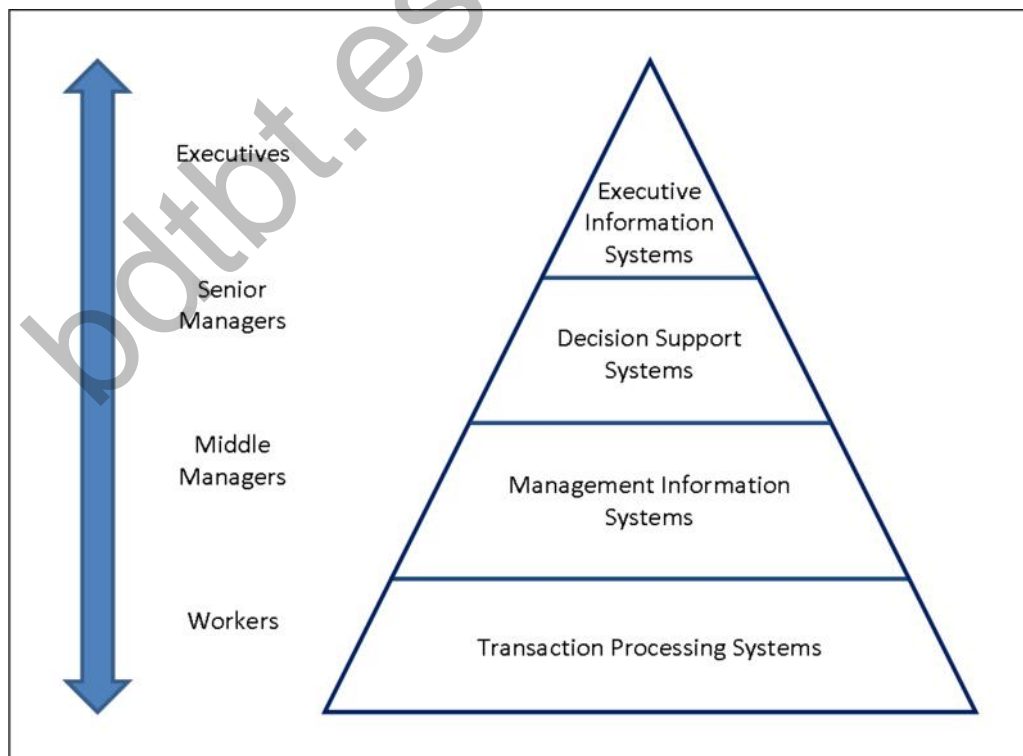 bdtbt.es
Executives
Executive
Information
Systems
Senior
Managers
Decision Support
Systems
Middle
Managers
Management Information
Systems
Workers
Transaction Processing Systems